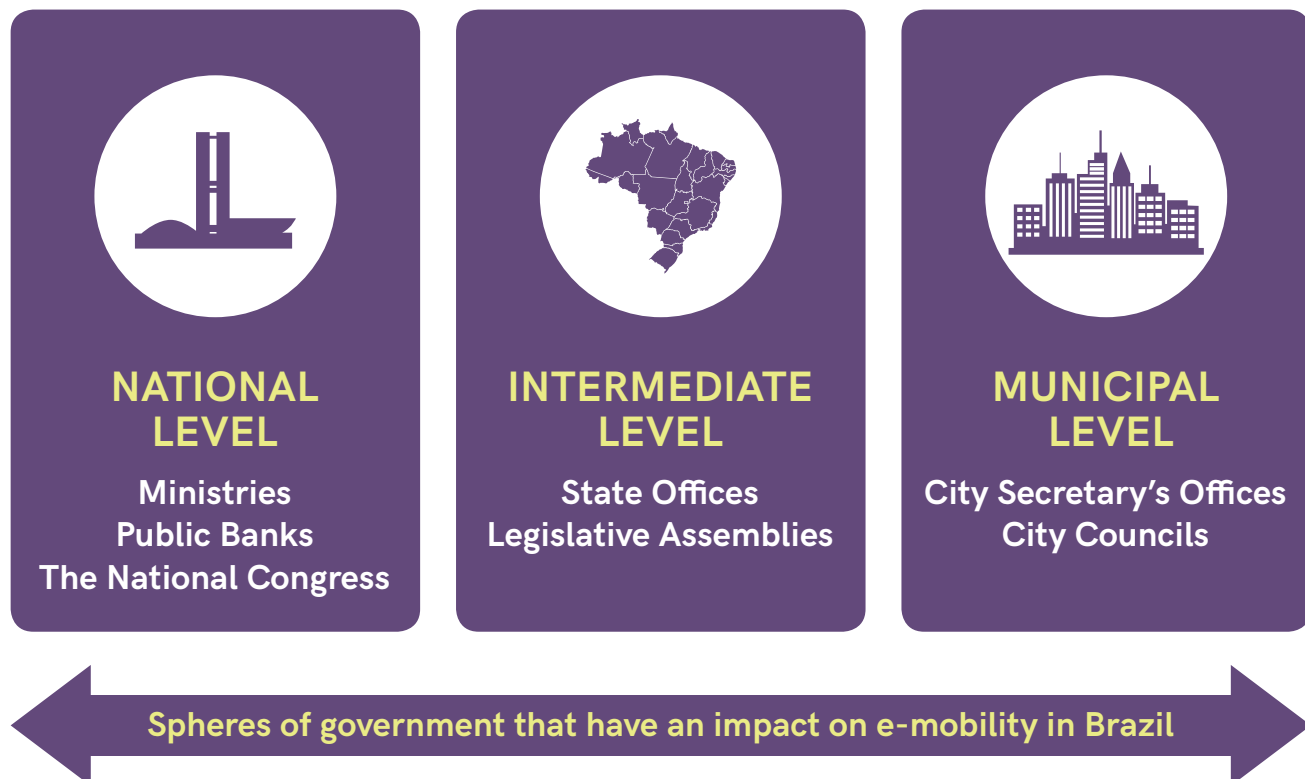 NATIONAL
LEVEL
Ministries
Public Banks
The National Congress
INTERMEDIATE
LEVEL
State Offices
Legislative Assemblies
MUNICIPAL
LEVEL
City Secretary’s Offices
City Councils
Spheres of government that have an impact on e-mobility in Brazil